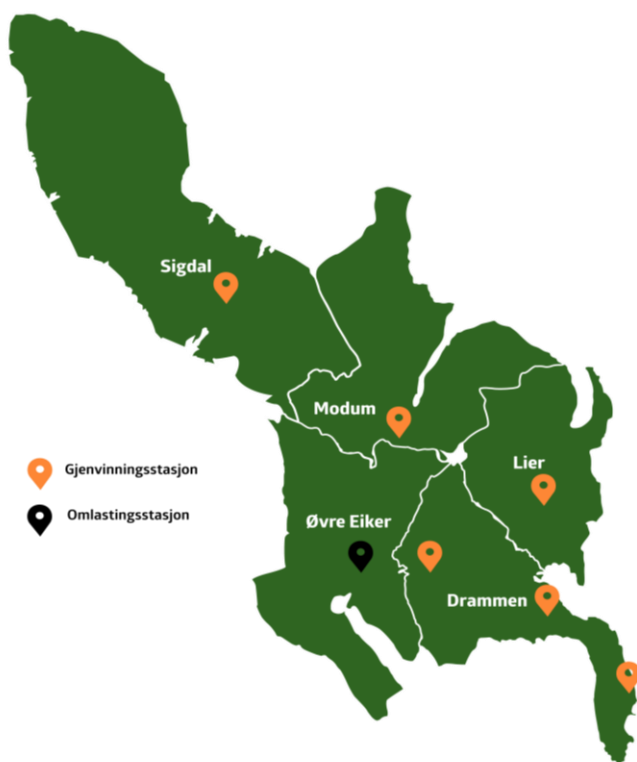 Sigdal
Modum
Lier
Gjenvinningsstasjon
Omlastingsstasjon
Øvre Eiker
Drammen